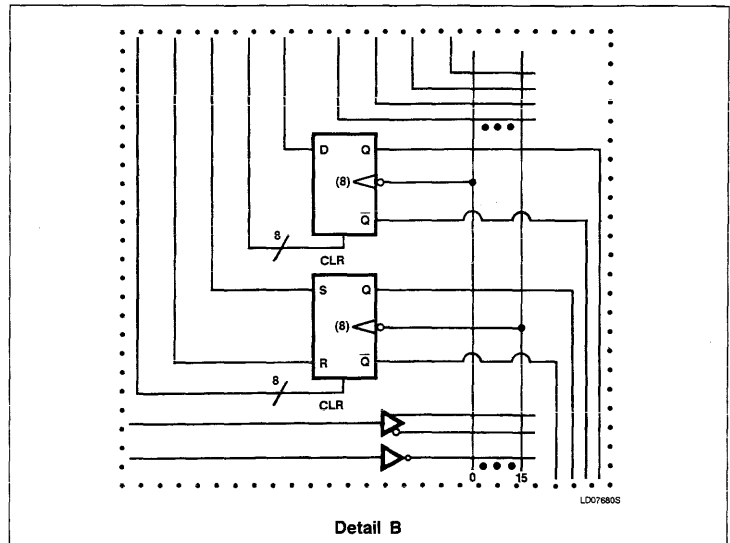 D Q
(8)
Q̅
8
CLR
S Q
(8)
R Q̅
8
CLR
0 15
LD07680S
Detail B